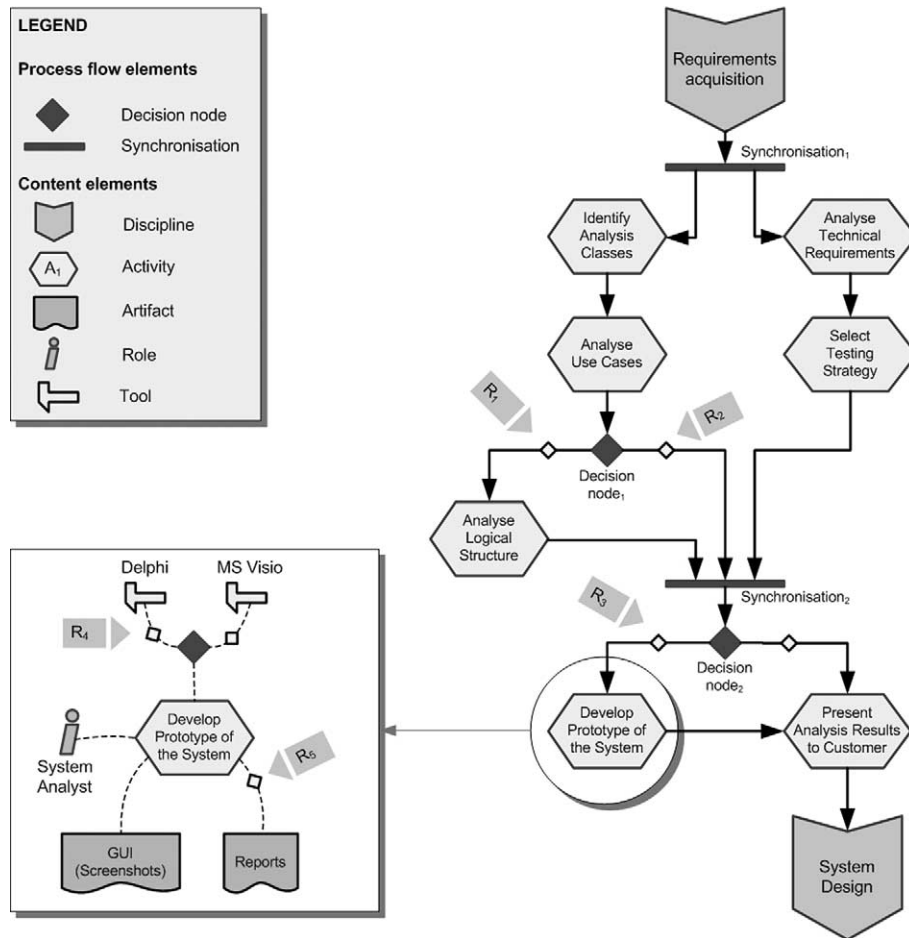 LEGEND
Process flow elements
Decision node
Synchronisation
Content elements
Discipline
A₁
Activity
Artifact
Role
Tool
Requirements
acquisition
Synchronisation₁
Identify
Analysis
Classes
Analyse
Technical
Requirements
Analyse
Use Cases
Select
Testing
Strategy
R₁
R₂
Decision
node₁
Analyse
Logical
Structure
Synchronisation₂
R₃
Decision
node₂
Develop
Prototype of
the System
Present
Analysis Results
to Customer
System
Design
Delphi
MS Visio
R₄
Develop
Prototype of
the System
R₅
System
Analyst
GUI
(Screenshots)
Reports